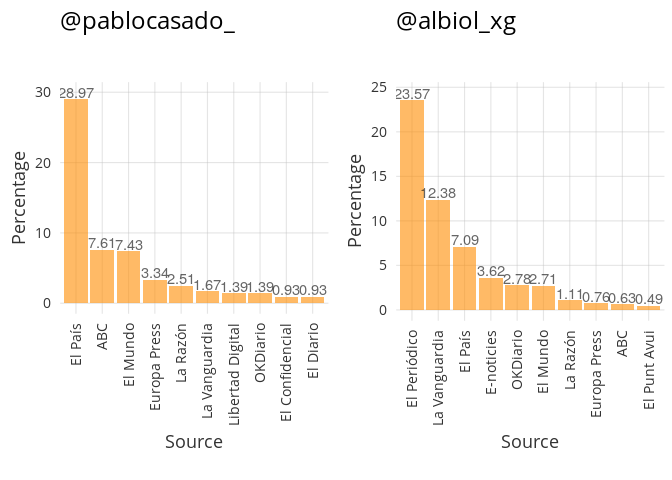 @pablocasado_
30
20
10
0
Percentage
28.97
7.61
7.43
3.34
2.51
1.67
1.39
1.39
0.93
0.93
El País
ABC
El Mundo
Europa Press
La Razón
La Vanguardia
Libertad Digital
OKDiario
El Confidencial
El Diario
Source
@albiol_xg
25
20
15
10
5
0
Percentage
23.57
12.38
7.09
3.62
2.78
2.71
1.11
0.76
0.63
0.49
El Periódico
La Vanguardia
El País
E-noticies
OKDiario
El Mundo
La Razón
Europa Press
ABC
El Punt Avui
Source